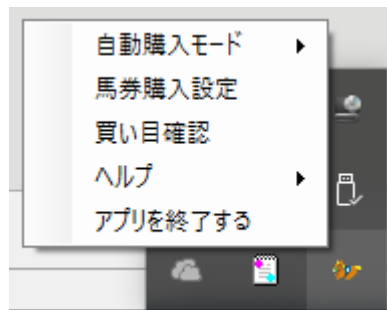 自動購入モード
馬券購入設定
買い目確認
ヘルプ
アプリを終了する